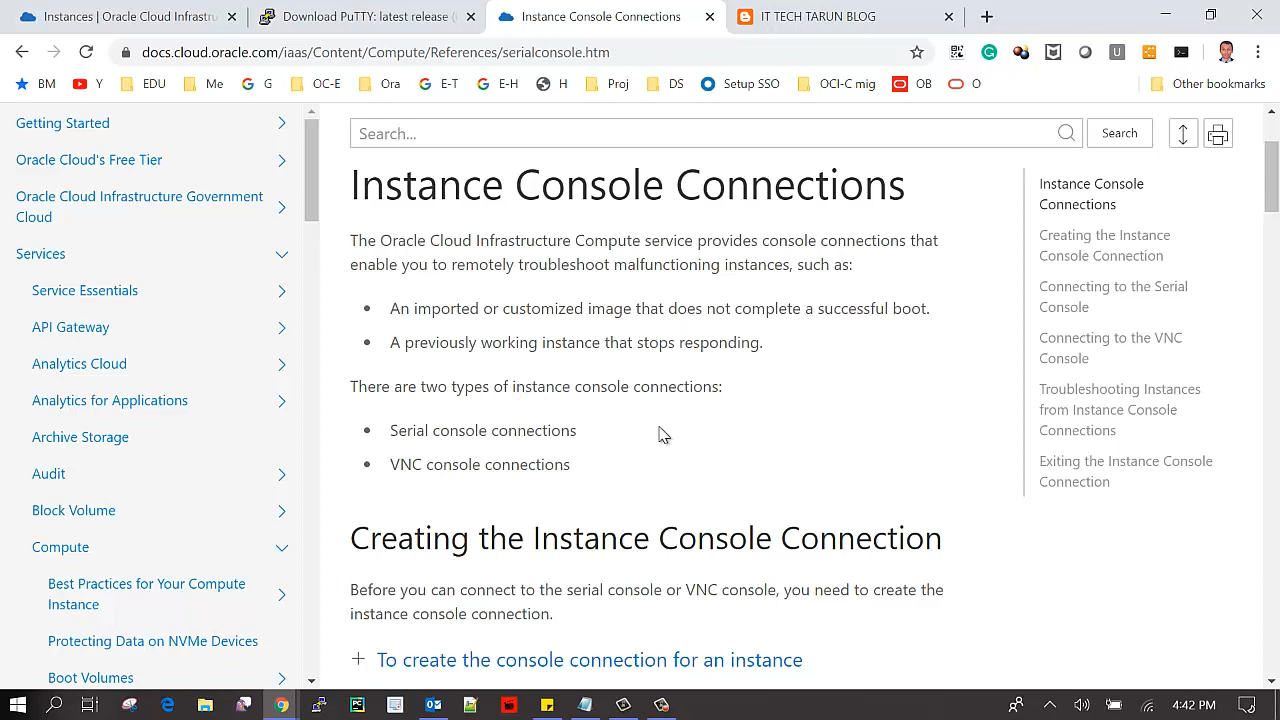 Instances | Oracle Cloud Infrastru
Download PuTTY: latest release (
Instance Console Connections
IT TECH TARUN BLOG
docs.cloud.oracle.com/iaas/Content/Compute/References/serialconsole.htm
BM
Y
EDU
Me
G
OC-E
Ora
E-T
E-H
H
Proj
DS
Setup SSO
OCI-C mig
OB
O
Other bookmarks
Getting Started
Oracle Cloud's Free Tier
Oracle Cloud Infrastructure Government
Cloud
Services
Service Essentials
API Gateway
Analytics Cloud
Analytics for Applications
Archive Storage
Audit
Block Volume
Compute
Best Practices for Your Compute
Instance
Protecting Data on NVMe Devices
Boot Volumes
Search...
Search
Instance Console Connections
The Oracle Cloud Infrastructure Compute service provides console connections that
enable you to remotely troubleshoot malfunctioning instances, such as:
• An imported or customized image that does not complete a successful boot.
• A previously working instance that stops responding.
There are two types of instance console connections:
• Serial console connections
• VNC console connections
Creating the Instance Console Connection
Before you can connect to the serial console or VNC console, you need to create the
instance console connection.
+ To create the console connection for an instance
Instance Console
Connections
Creating the Instance
Console Connection
Connecting to the Serial
Console
Connecting to the VNC
Console
Troubleshooting Instances
from Instance Console
Connections
Exiting the Instance Console
Connection
4:42 PM